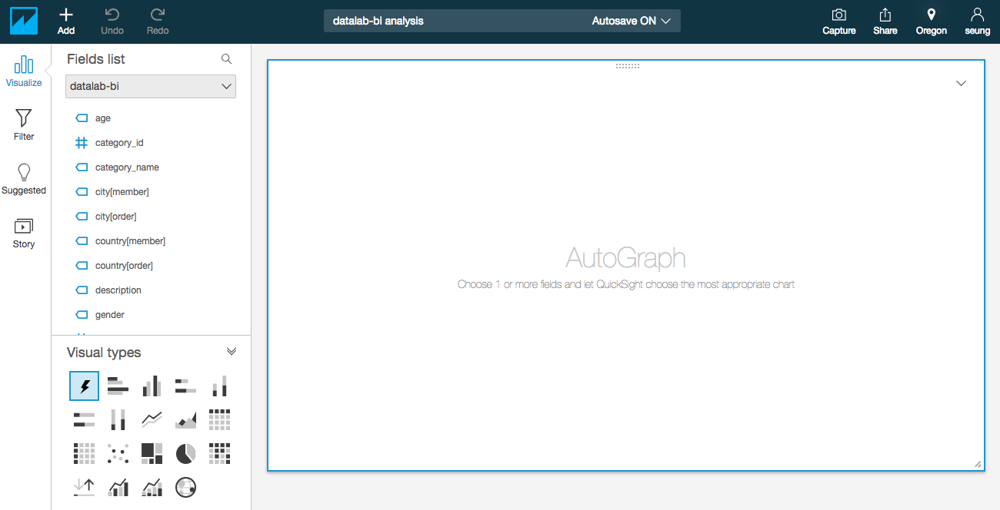 Add
Undo
Redo
datalab-bi analysis
Autosave ON
Capture
Share
Oregon
seung
Visualize
Filter
Suggested
Story
Fields list
datalab-bi
age
category_id
category_name
city[member]
city[order]
country[member]
country[order]
description
gender
Visual types
AutoGraph
Choose 1 or more fields and let QuickSight choose the most appropriate chart